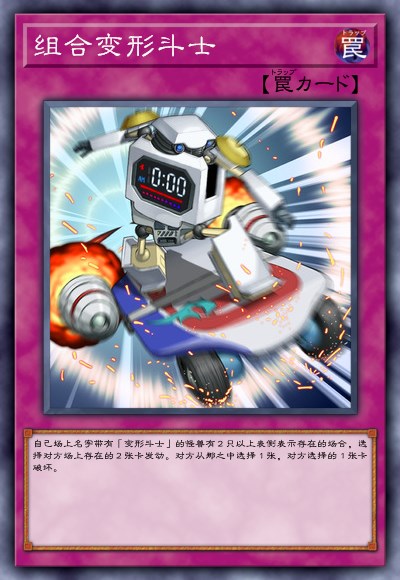 组合变形斗士
トラップ
罠
トラップ
【罠カード】
0:00
自己场上名字带有「变形斗士」的怪兽有2只以上表侧表示存在的场合，选
择对方场上存在的2张卡发动。对方从那之中选择1张，对方选择的1张卡
破坏。